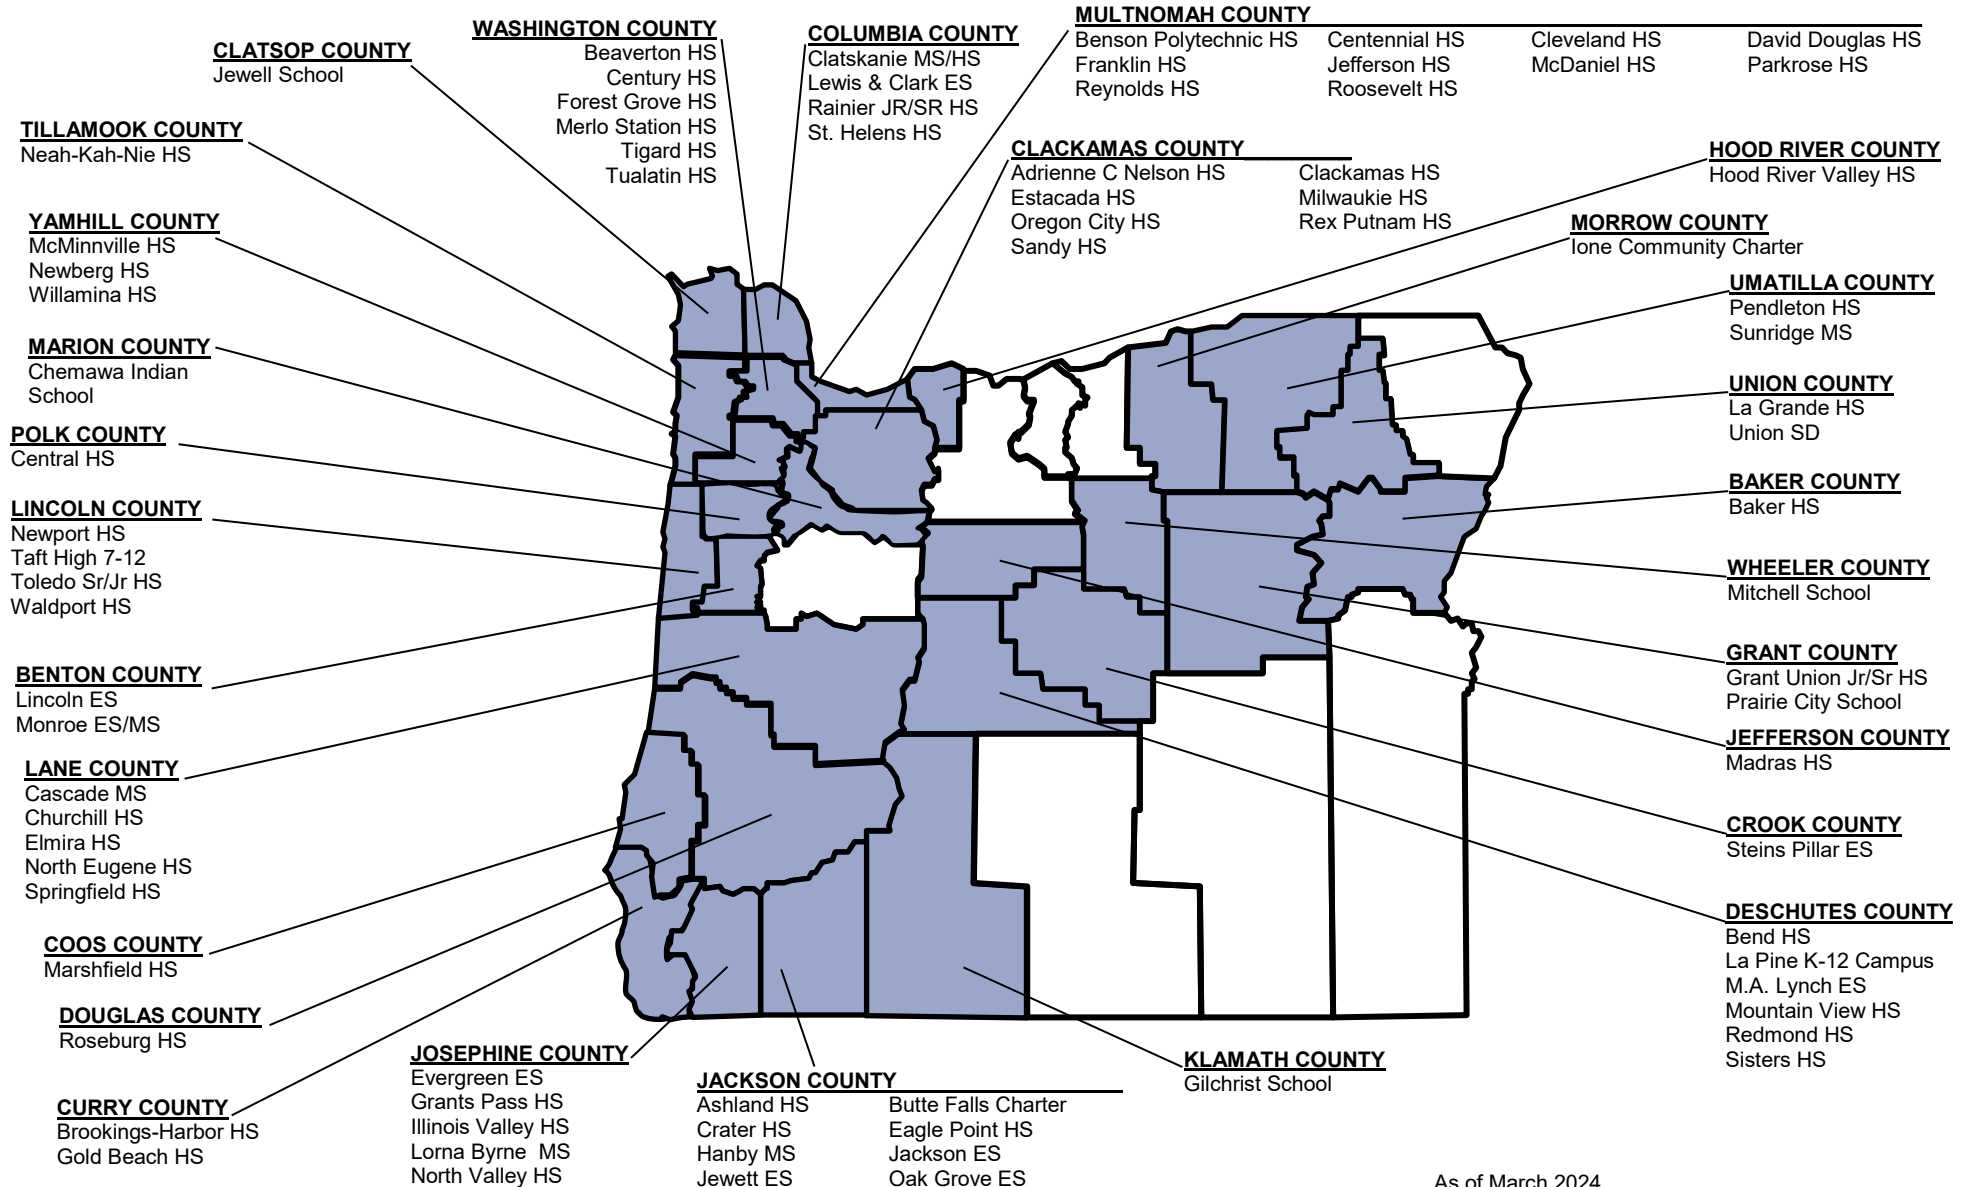 CLATSOP COUNTY
Jewell School
WASHINGTON COUNTY
Beaverton HS
Century HS
Forest Grove HS
Merlo Station HS
Tigard HS
Tualatin HS
COLUMBIA COUNTY
Clatskanie MS/HS
Lewis & Clark ES
Rainier JR/SR HS
St. Helens HS
MULTNOMAH COUNTY
Benson Polytechnic HS Centennial HS Cleveland HS David Douglas HS
Franklin HS Jefferson HS McDaniel HS Parkrose HS
Reynolds HS Roosevelt HS
CLACKAMAS COUNTY
Adrienne C Nelson HS Clackamas HS
Estacada HS Milwaukie HS
Oregon City HS Rex Putnam HS
Sandy HS
HOOD RIVER COUNTY
Hood River Valley HS
MORROW COUNTY
Ione Community Charter
UMATILLA COUNTY
Pendleton HS
Sunridge MS
UNION COUNTY
La Grande HS
Union SD
BAKER COUNTY
Baker HS
WHEELER COUNTY
Mitchell School
GRANT COUNTY
Grant Union Jr/Sr HS
Prairie City School
JEFFERSON COUNTY
Madras HS
CROOK COUNTY
Steins Pillar ES
DESCHUTES COUNTY
Bend HS
La Pine K-12 Campus
M.A. Lynch ES
Mountain View HS
Redmond HS
Sisters HS
TILLAMOOK COUNTY
Neah-Kah-Nie HS
YAMHILL COUNTY
McMinnville HS
Newberg HS
Willamina HS
MARION COUNTY
Chemawa Indian
School
POLK COUNTY
Central HS
LINCOLN COUNTY
Newport HS
Taft High 7-12
Toledo Sr/Jr HS
Waldport HS
BENTON COUNTY
Lincoln ES
Monroe ES/MS
LANE COUNTY
Cascade MS
Churchill HS
Elmira HS
North Eugene HS
Springfield HS
COOS COUNTY
Marshfield HS
DOUGLAS COUNTY
Roseburg HS
CURRY COUNTY
Brookings-Harbor HS
Gold Beach HS
JOSEPHINE COUNTY
Evergreen ES
Grants Pass HS
Illinois Valley HS
Lorna Byrne MS
North Valley HS
JACKSON COUNTY
Ashland HS Butte Falls Charter
Crater HS Eagle Point HS
Hanby MS Jackson ES
Jewett ES Oak Grove ES
KLAMATH COUNTY
Gilchrist School
As of March 2024